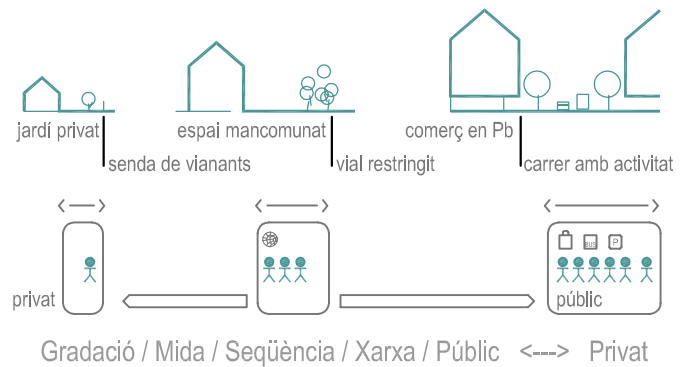 jardí privat
espai mancomunat
comerç en Pb
senda de vianants
vial restringit
carrer amb activitat
BUS
P
privat
públic
Gradació / Mida / Seqüència / Xarxa / Públic <---> Privat